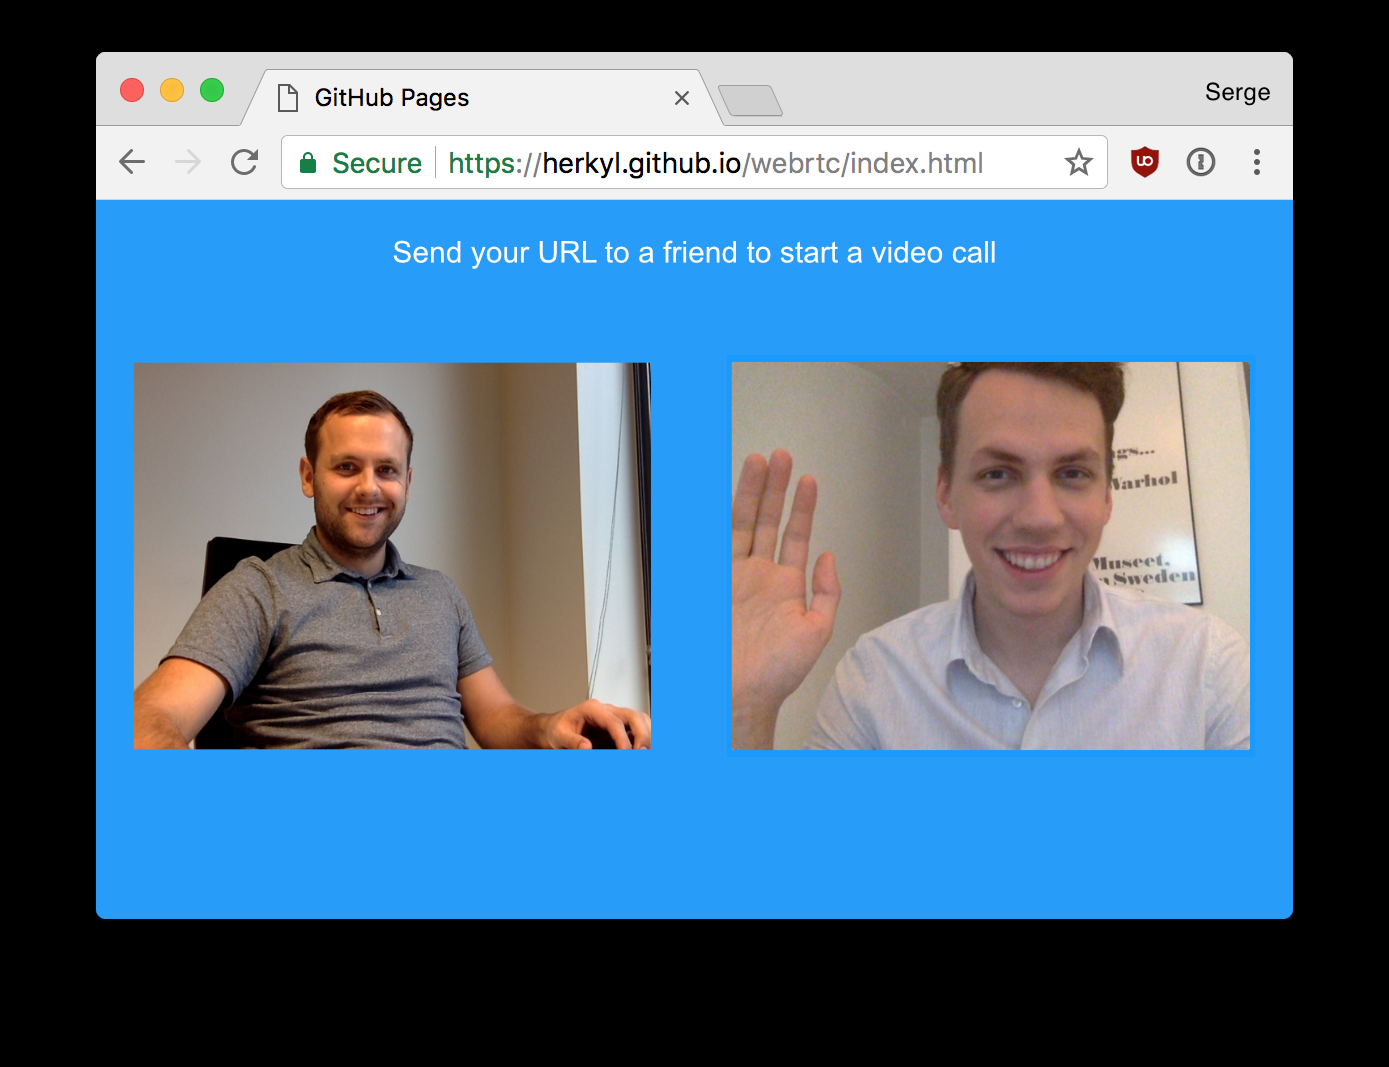 GitHub Pages
Serge
Secure
https://herkyl.github.io/webrtc/index.html
Send your URL to a friend to start a video call
Warhol
Museet,
Sweden